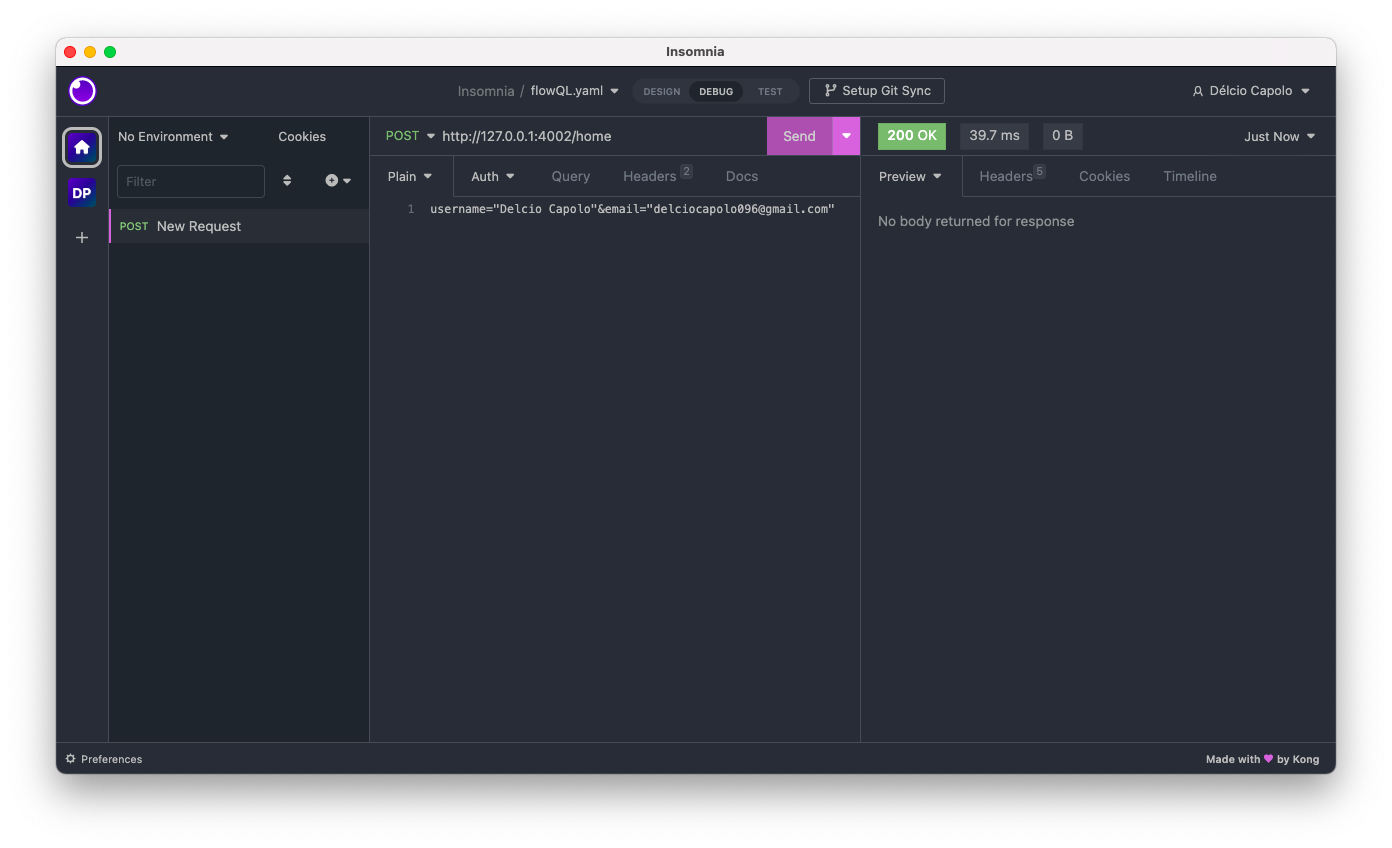 Insomnia
Insomnia / flowQL.yaml
DESIGN DEBUG TEST
Setup Git Sync
Délcio Capolo
DP
No Environment
Cookies
Filter
POST New Request
POST http://127.0.0.1:4002/home
Send
Plain
Auth
Query
Headers 2
Docs
1 username="Delcio Capolo"&email="delciocapolo096@gmail.com"
200 OK
39.7 ms
0 B
Just Now
Preview
Headers 5
Cookies
Timeline
No body returned for response
Preferences
Made with by Kong